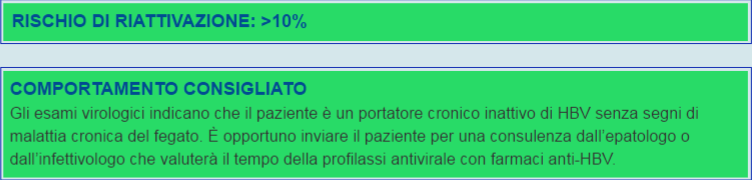 RISCHIO DI RIATTIVAZIONE: >10%
COMPORTAMENTO CONSIGLIATO
Gli esami virologici indicano che il paziente è un portatore cronico inattivo di HBV senza segni di
malattia cronica del fegato. È opportuno inviare il paziente per una consulenza dall'epatologo o
dall'infettivologo che valuterà il tempo della profilassi antivirale con farmaci anti-HBV.